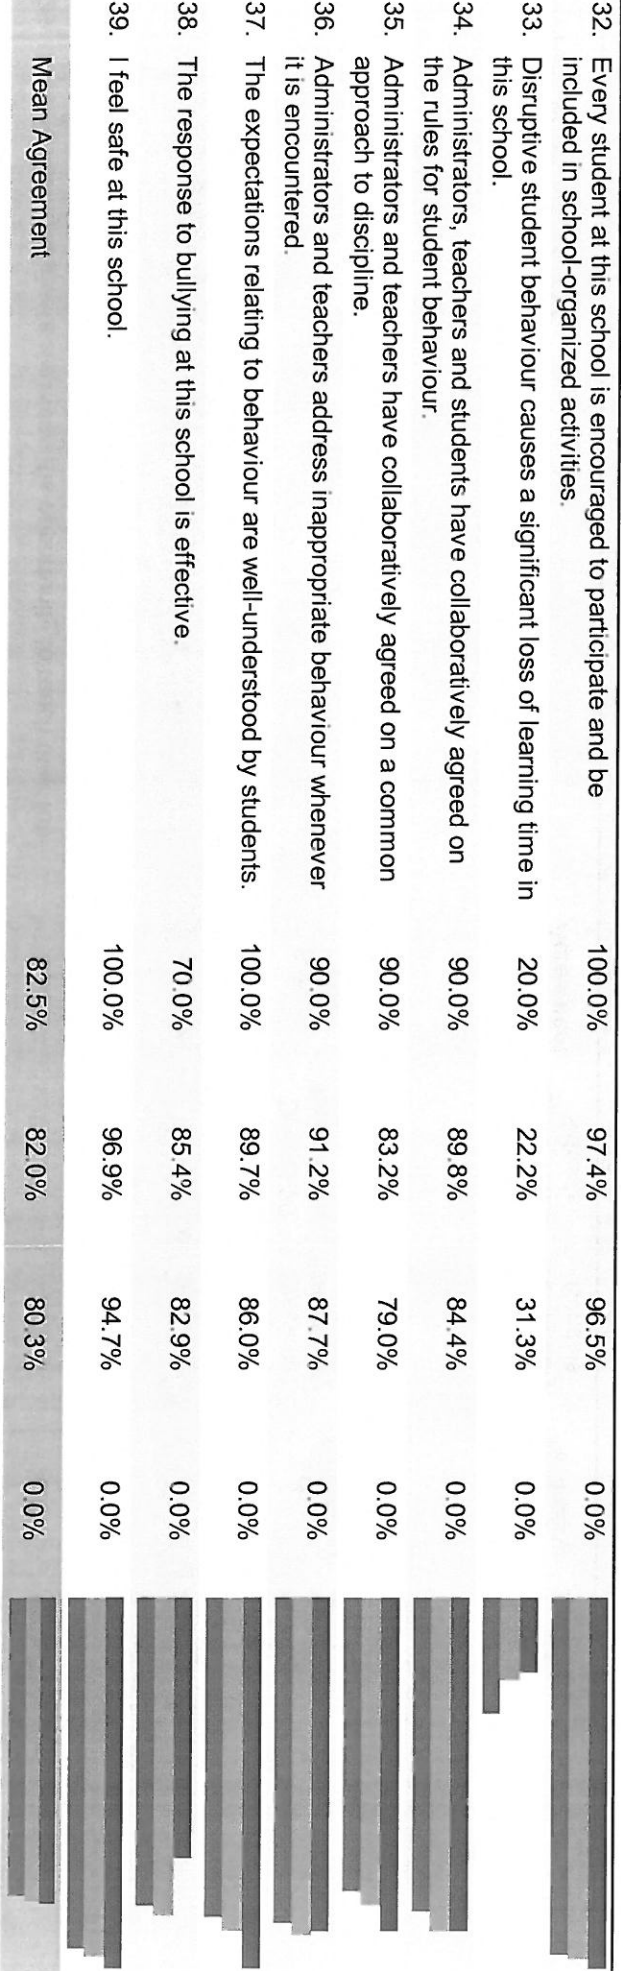 32. Every student at this school is encouraged to participate and be 100.0% 97.4% 96.5% 0.0%
included in school-organized activities.
33. Disruptive student behaviour causes a significant loss of learning time in 20.0% 22.2% 31.3% 0.0%
this school.
34. Administrators, teachers and students have collaboratively agreed on 90.0% 89.8% 84.4% 0.0%
the rules for student behaviour.
35. Administrators and teachers have collaboratively agreed on a common 90.0% 83.2% 79.0% 0.0%
approach to discipline.
36. Administrators and teachers address inappropriate behaviour whenever 90.0% 91.2% 87.7% 0.0%
it is encountered.
37. The expectations relating to behaviour are well-understood by students. 100.0% 89.7% 86.0% 0.0%
38. The response to bullying at this school is effective. 70.0% 85.4% 82.9% 0.0%
39. I feel safe at this school. 100.0% 96.9% 94.7% 0.0%
Mean Agreement 82.5% 82.0% 80.3% 0.0%